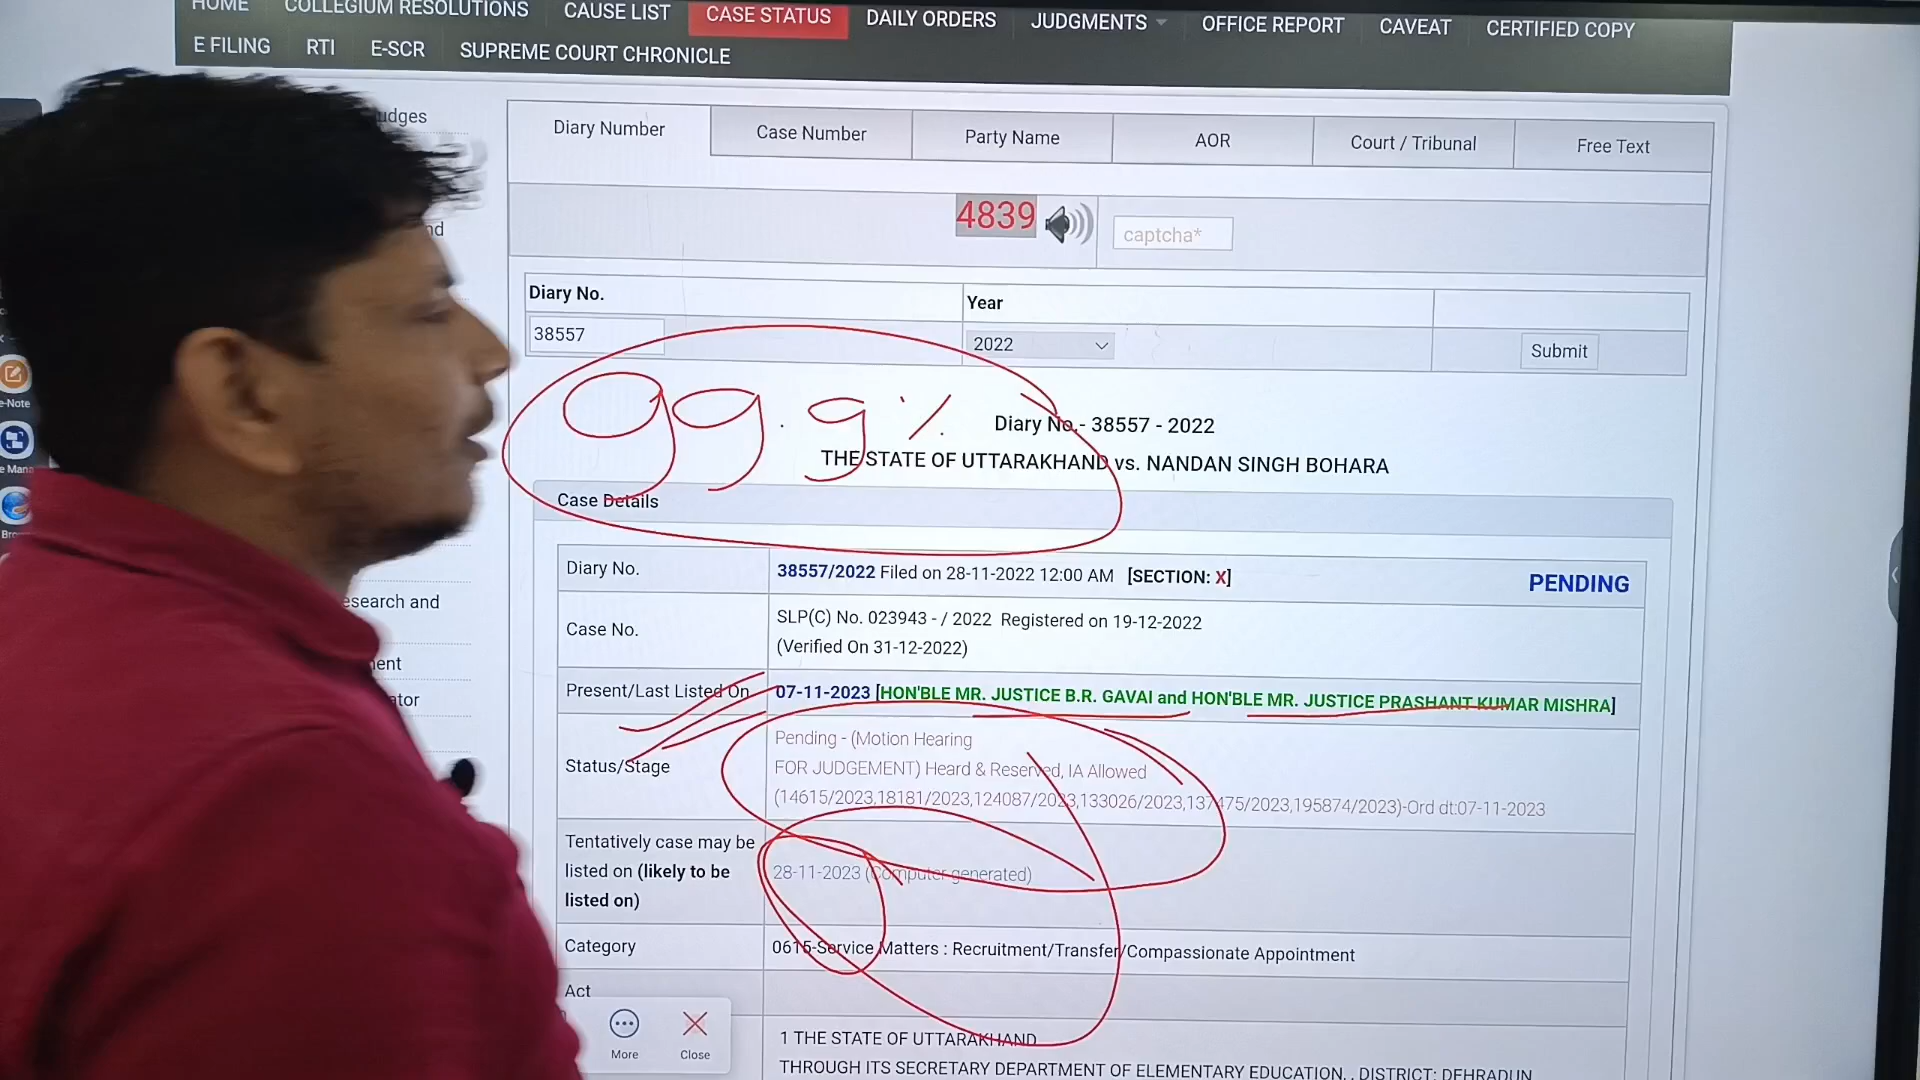 HOME COLLEGIUM RESOLUTIONS CAUSE LIST CASE STATUS DAILY ORDERS JUDGMENTS OFFICE REPORT CAVEAT CERTIFIED COPY
E FILING RTI E-SCR SUPREME COURT CHRONICLE
udges
Diary Number Case Number Party Name AOR Court / Tribunal Free Text
4839 captcha*
nd
Diary No. Year
38557 2022 Submit
99.9%
Diary No.- 38557 - 2022
THE STATE OF UTTARAKHAND vs. NANDAN SINGH BOHARA
Case Details
Diary No. 38557/2022 Filed on 28-11-2022 12:00 AM [SECTION: X] PENDING
esearch and
Case No. SLP(C) No. 023943 - / 2022 Registered on 19-12-2022
(Verified On 31-12-2022)
ent
ator
Present/Last Listed On 07-11-2023 [HON'BLE MR. JUSTICE B.R. GAVAI and HON'BLE MR. JUSTICE PRASHANT KUMAR MISHRA]
Status/Stage Pending - (Motion Hearing
FOR JUDGEMENT) Heard & Reserved, IA Allowed
(14615/2023,18181/2023,124087/2023,133026/2023,137475/2023,195874/2023)-Ord dt:07-11-2023
Tentatively case may be
listed on (likely to be
listed on)
28-11-2023 (Computer generated)
Category 0615-Service Matters : Recruitment/Transfer/Compassionate Appointment
Act
1 THE STATE OF UTTARAKHAND
THROUGH ITS SECRETARY DEPARTMENT OF ELEMENTARY EDUCATION, , DISTRICT: DEHRADUN
More Close
e-Note
e Mana
Bro